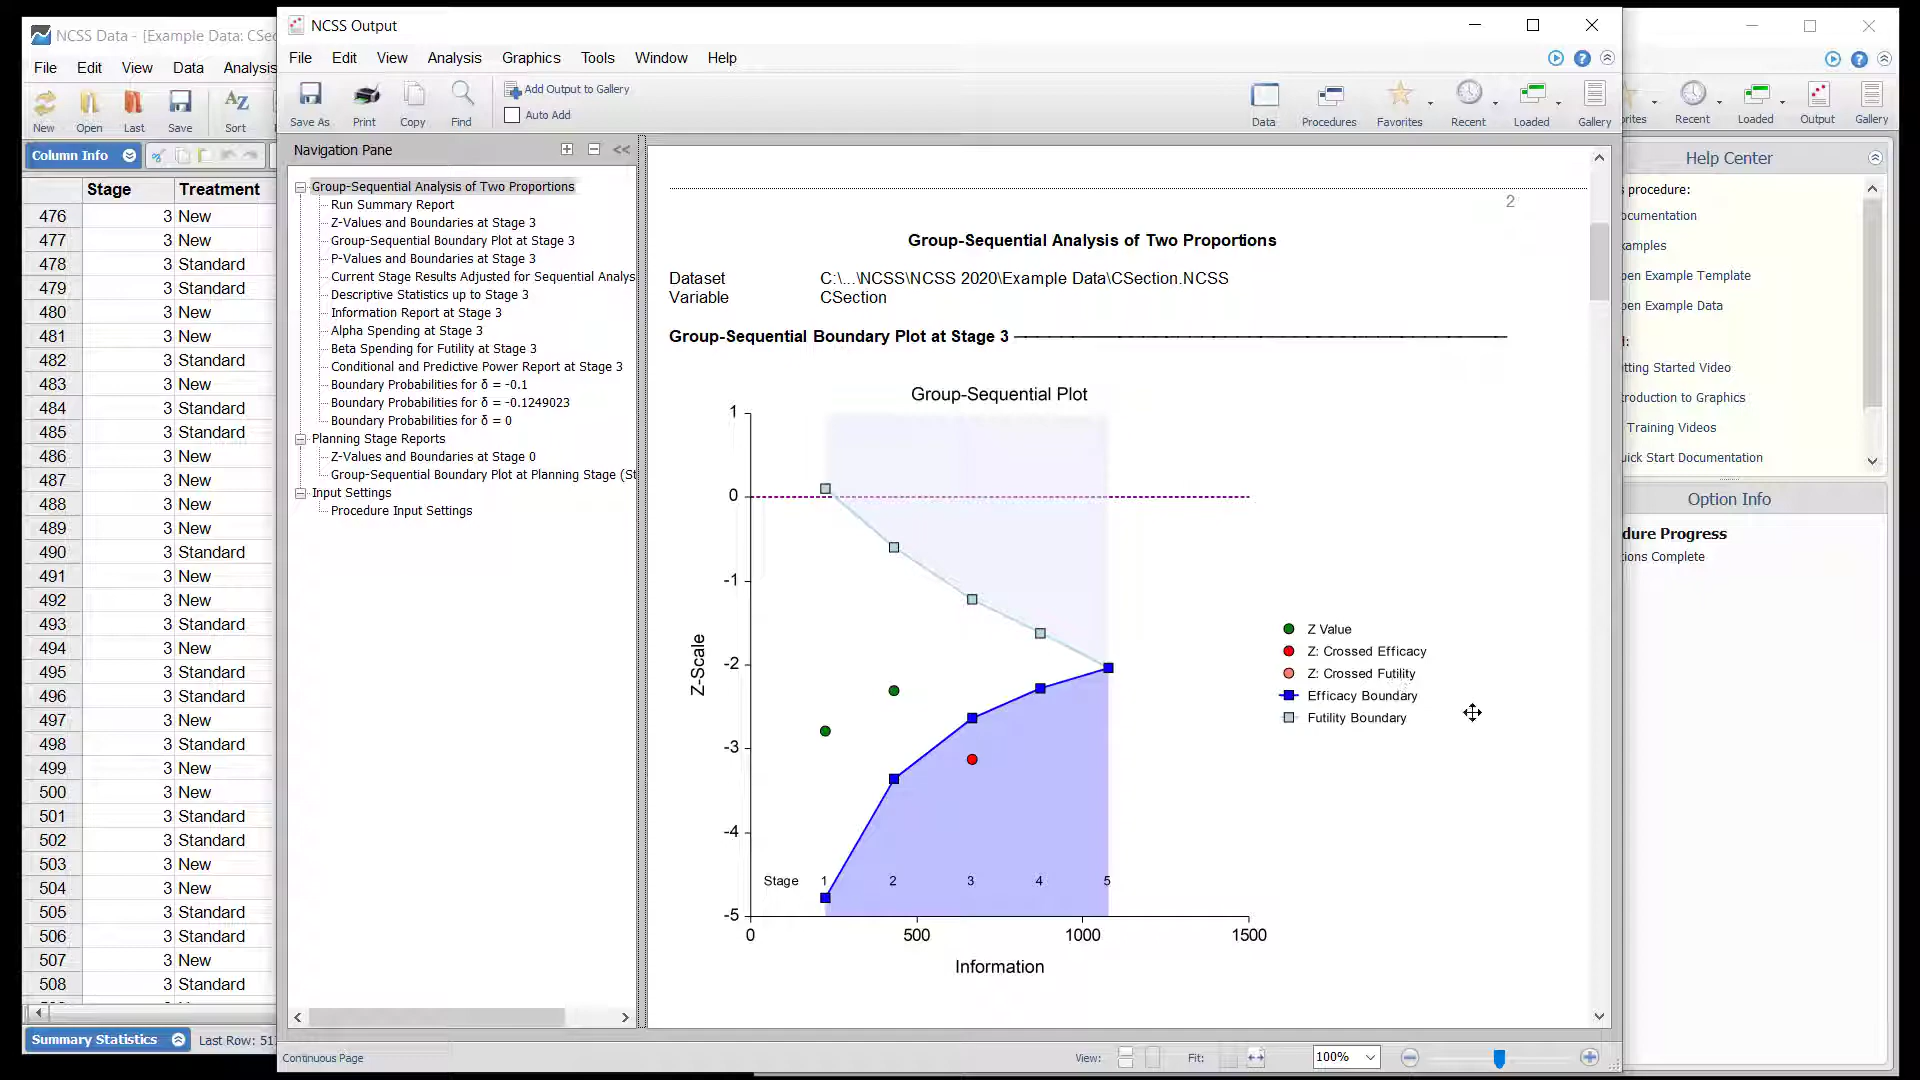 NCSS Data - [Example Data: CSec
File Edit View Data Analysis
New Open Last Save Sort
Column Info
Stage Treatment
476 3 New
477 3 New
478 3 Standard
479 3 Standard
480 3 New
481 3 New
482 3 Standard
483 3 New
484 3 Standard
485 3 Standard
486 3 New
487 3 New
488 3 New
489 3 New
490 3 Standard
491 3 New
492 3 New
493 3 Standard
494 3 New
495 3 Standard
496 3 Standard
497 3 New
498 3 Standard
499 3 New
500 3 New
501 3 Standard
502 3 Standard
503 3 New
504 3 New
505 3 Standard
506 3 Standard
507 3 New
508 3 Standard
Summary Statistics
Last Row: 51
NCSS Output
File Edit View Analysis Graphics Tools Window Help
Save As Print Copy Find
Add Output to Gallery
Auto Add
Data Procedures Favorites Recent Loaded Gallery
Navigation Pane
Group-Sequential Analysis of Two Proportions
Run Summary Report
Z-Values and Boundaries at Stage 3
Group-Sequential Boundary Plot at Stage 3
P-Values and Boundaries at Stage 3
Current Stage Results Adjusted for Sequential Analys
Descriptive Statistics up to Stage 3
Information Report at Stage 3
Alpha Spending at Stage 3
Beta Spending for Futility at Stage 3
Conditional and Predictive Power Report at Stage 3
Boundary Probabilities for δ = -0.1
Boundary Probabilities for δ = -0.1249023
Boundary Probabilities for δ = 0
Planning Stage Reports
Z-Values and Boundaries at Stage 0
Group-Sequential Boundary Plot at Planning Stage (St
Input Settings
Procedure Input Settings
2
Group-Sequential Analysis of Two Proportions
Dataset C:\...\NCSS\NCSS 2020\Example Data\CSection.NCSS
Variable CSection
Group-Sequential Boundary Plot at Stage 3
Group-Sequential Plot
1
0
-1
-2
-3
-4
-5
Z-Scale
Stage 1 2 3 4 5
0 500 1000 1500
Information
Z Value
Z: Crossed Efficacy
Z: Crossed Futility
Efficacy Boundary
Futility Boundary
Continuous Page
View: Fit: 100%
rites Recent Loaded Output Gallery
Help Center
s procedure:
ocumentation
xamples
pen Example Template
pen Example Data
l:
tting Started Video
troduction to Graphics
Training Videos
uick Start Documentation
Option Info
dure Progress
tions Complete